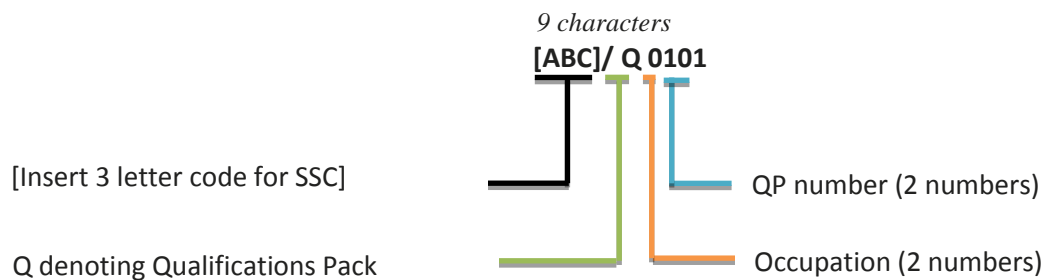 9 characters
[ABC]/ Q 0101
[Insert 3 letter code for SSC]
QP number (2 numbers)
Q denoting Qualifications Pack
Occupation (2 numbers)